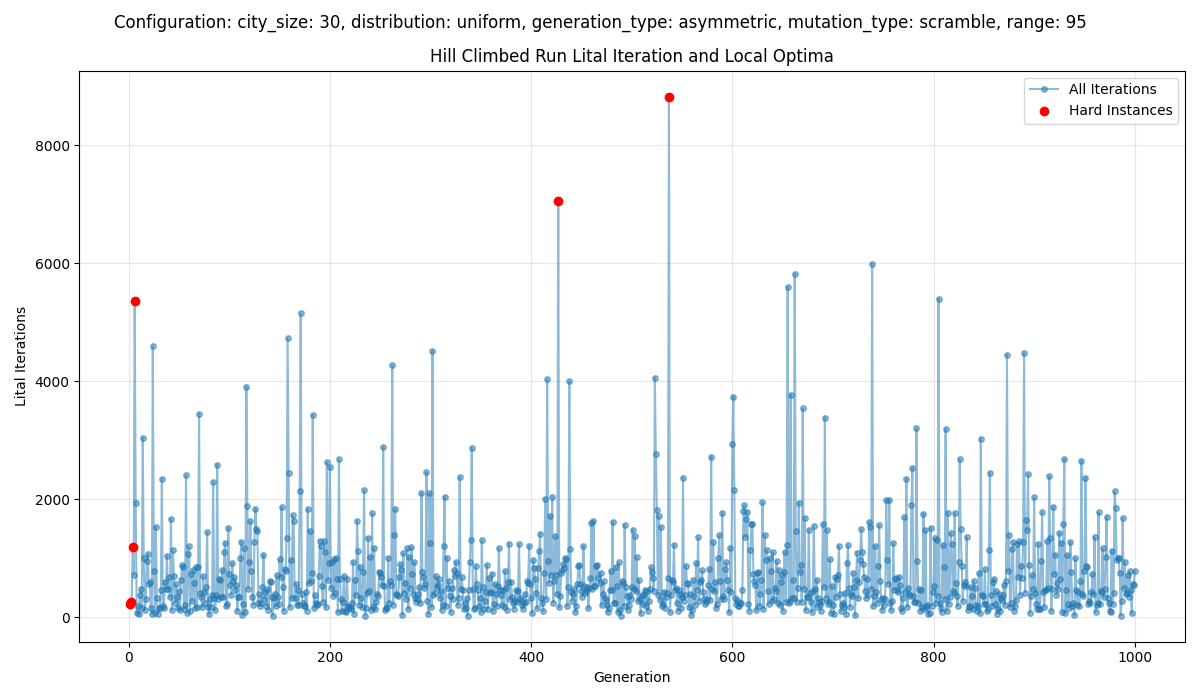 Configuration: city_size: 30, distribution: uniform, generation_type: asymmetric, mutation_type: scramble, range: 95
Hill Climbed Run Lital Iteration and Local Optima
All Iterations
Hard Instances
Lital Iterations
8000
6000
4000
2000
0
0 200 400 600 800 1000
Generation